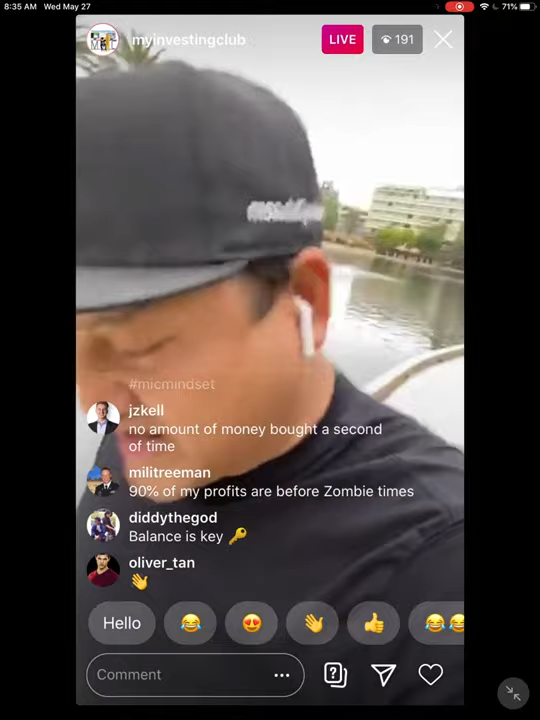 8:35 AM Wed May 27
71%
myinvestingclub
LIVE
191
#micmindset
jzkell
no amount of money bought a second
of time
militreeman
90% of my profits are before Zombie times
diddythegod
Balance is key 🔑
oliver_tan
👋
Hello 😂 😍 👋 👍 😂😂
Comment